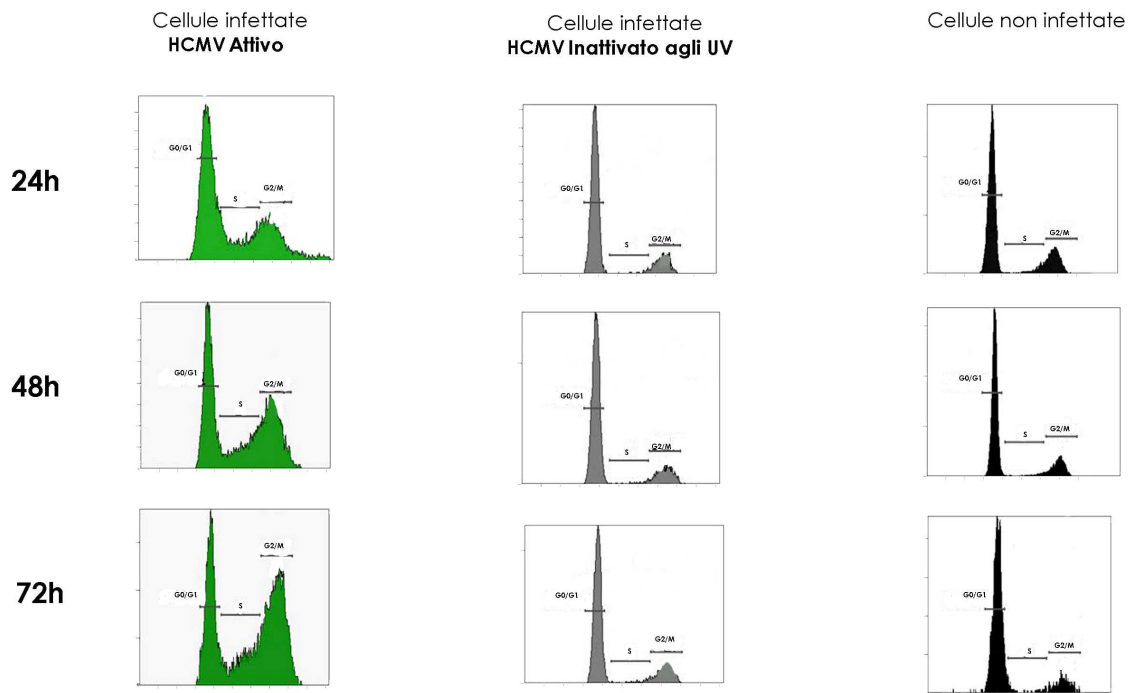 Cellule infettate
HCMV Attivo
Cellule infettate
HCMV Inattivato agli UV
Cellule non infettate
24h
G0/G1
S
G2/M
G0/G1
S
G2/M
G0/G1
S
G2/M
48h
G0/G1
S
G2/M
G0/G1
S
G2/M
G0/G1
S
G2/M
72h
G0/G1
S
G2/M
G0/G1
S
G2/M
G0/G1
S
G2/M